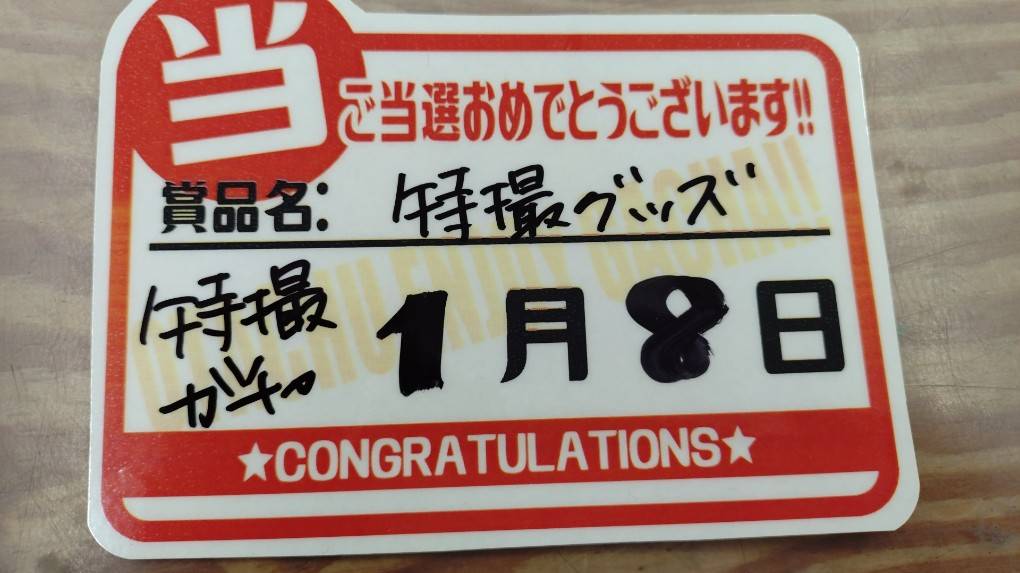 当
ご当選おめでとうございます!!
賞品名: 特撮グッズ
特撮
ガチャ
1月8日
★CONGRATULATIONS★